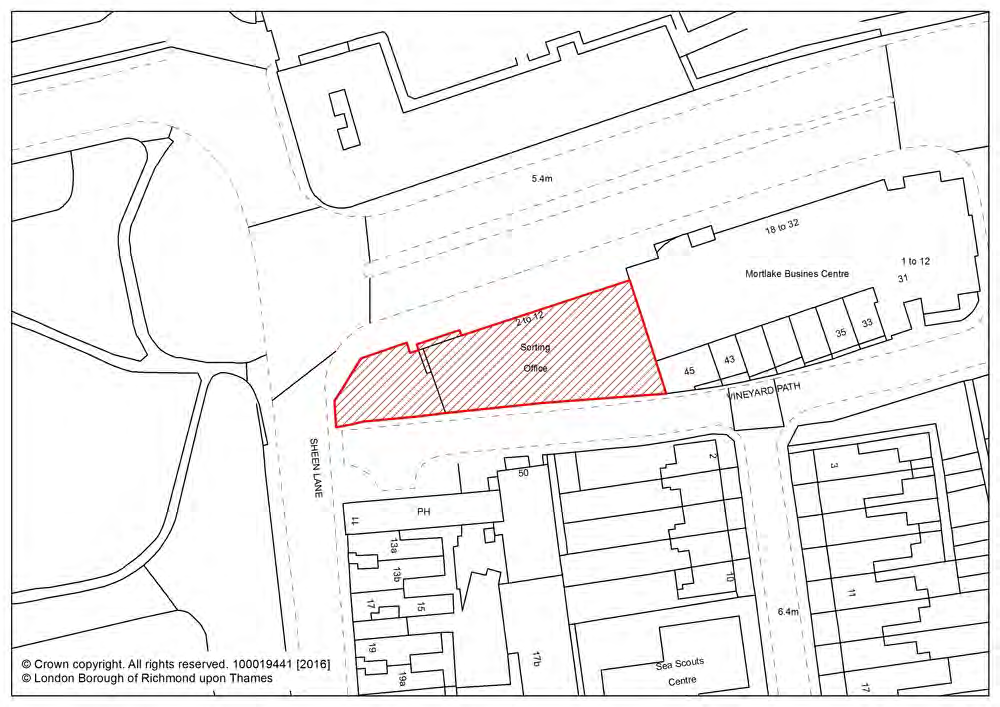 5.4m
18 to 32
Mortlake Busines Centre
1 to 12
31
2 to 12
Sorting
Office
33
35
43
45
VINEYARD PATH
SHEEN LANE
50
2
3
PH
11
13a
13b
10
11
17
15
6.4m
19
17b
Sea Scouts
Centre
19a
17
© Crown copyright. All rights reserved. 100019441 [2016]
© London Borough of Richmond upon Thames